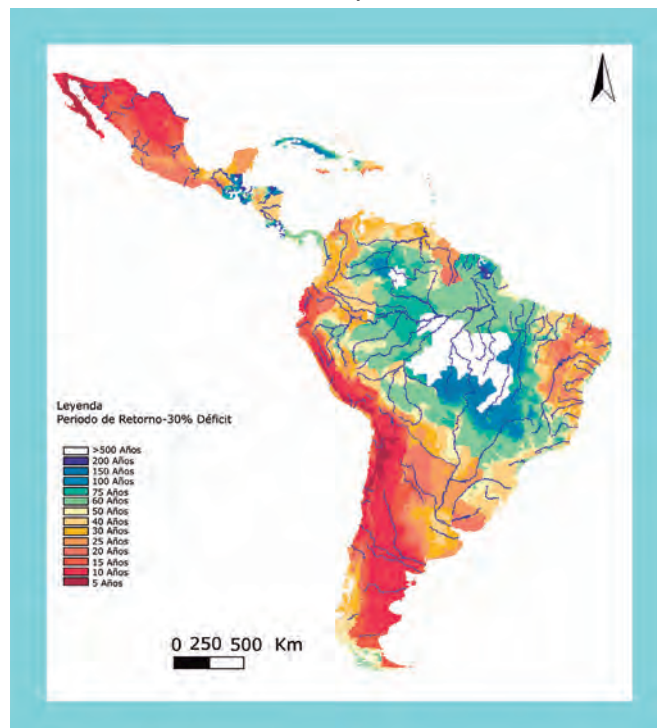 Leyenda
Periodo de Retorno-30% Déficit
>500 Años
200 Años
150 Años
100 Años
75 Años
60 Años
50 Años
40 Años
30 Años
25 Años
20 Años
15 Años
10 Años
5 Años
0 250 500 Km